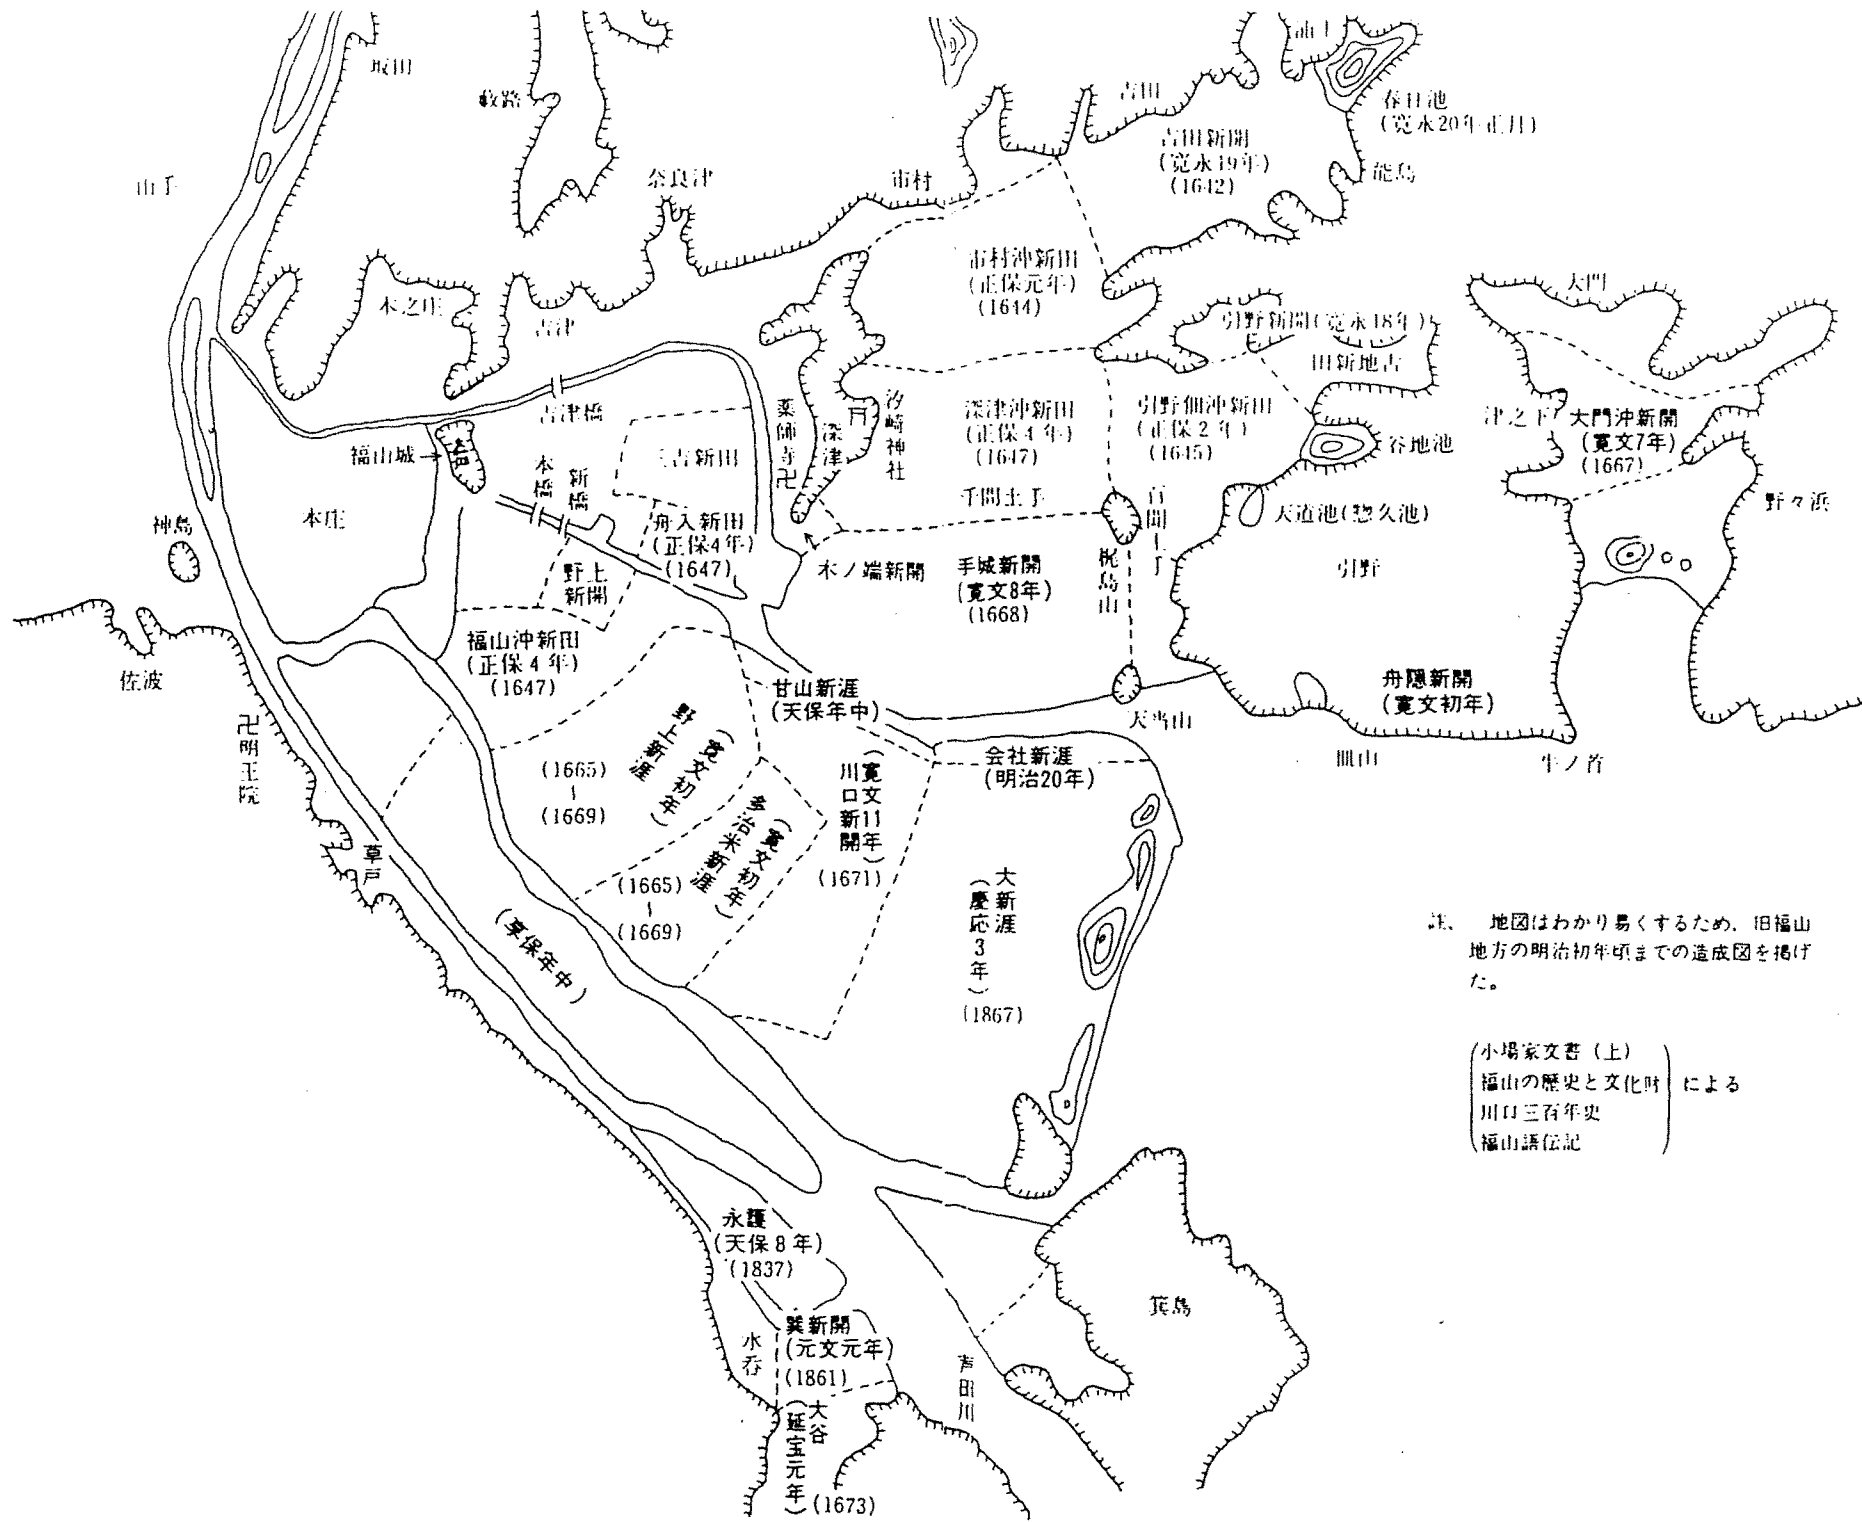 坂田
藪路
山手
奈良津
市村
吉田
吉田新開
(寛永19年)
(1642)
春日池
(寛永20年正月)
能島
木之庄
吉津
市村沖新田
(正保元年)
(1644)
引野新開(寛永18年)
田新地古
大門
吉津橋
福山城→
本庄
神島
本橋
新橋
三吉新田
薬師寺卍
深津
汐崎神社
深津沖新田
(正保4年)
(1647)
引野佃沖新田
(正保2年)
(1645)
谷地池
津之下
大門沖新開
(寛文7年)
(1667)
野々浜
千間土手
天道池(惣久池)
引野
舟入新田
(正保4年)
(1647)
野上
新開
木ノ端新開
手城新開
(寛文8年)
(1668)
梶島山
福山沖新田
(正保4年)
(1647)
佐波
卍明王院
草戸
甘山新涯
(天保年中)
天当山
舟隠新開
(寛文初年)
皿山
牛ノ首
野上新涯
(寛文初年)
(1665)
~
(1669)
多治米新涯
(寛文初年)
(1665)
~
(1669)
川口新開
(寛文11年)
(1671)
会社新涯
(明治20年)
大新涯
(慶応3年)
(1867)
(享保年中)
註、 地図はわかり易くするため、旧福山
地方の明治初年頃までの造成図を掲げ
た。
小場家文書(上)
福山の歴史と文化財
川口三百年史
福山語伝記
による
永護
(天保8年)
(1837)
巽新開
(元文元年)
(1861)
水呑
大谷
(延宝元年)
(1673)
芦田川
箕島